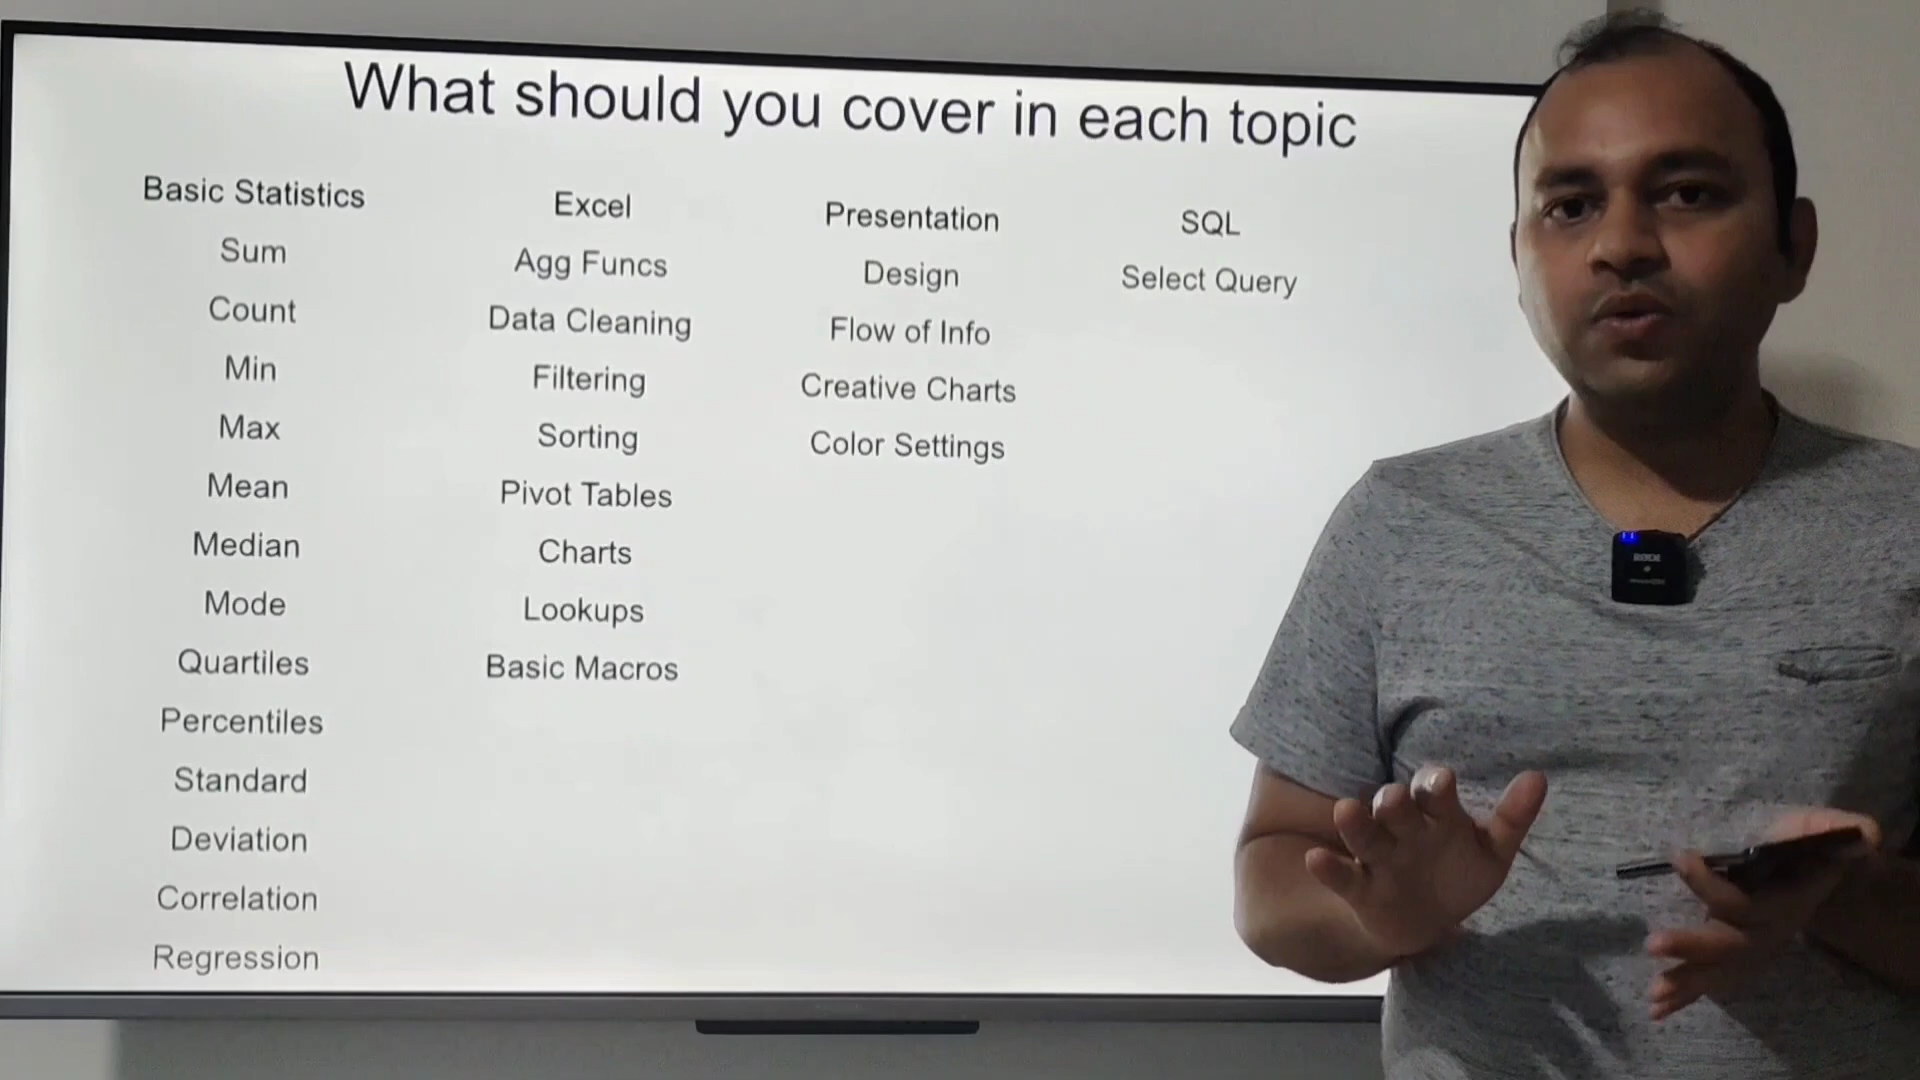 What should you cover in each topic
Basic Statistics
Sum
Count
Min
Max
Mean
Median
Mode
Quartiles
Percentiles
Standard
Deviation
Correlation
Regression
Excel
Agg Funcs
Data Cleaning
Filtering
Sorting
Pivot Tables
Charts
Lookups
Basic Macros
Presentation
Design
Flow of Info
Creative Charts
Color Settings
SQL
Select Query
RØDE